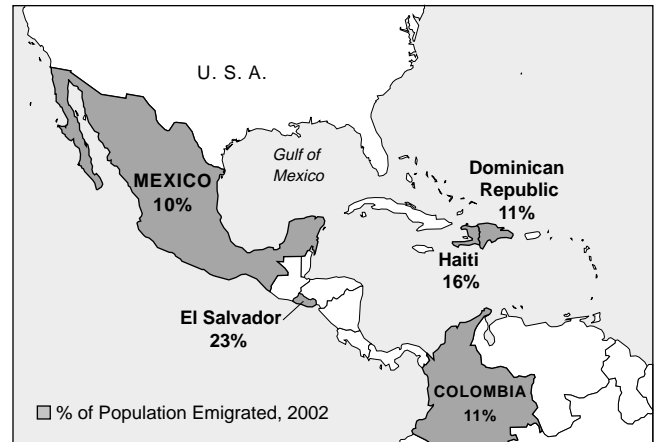 U. S. A.
Gulf of
Mexico
MEXICO
10%
Dominican
Republic
11%
Haiti
16%
El Salvador
23%
COLOMBIA
11%
% of Population Emigrated, 2002